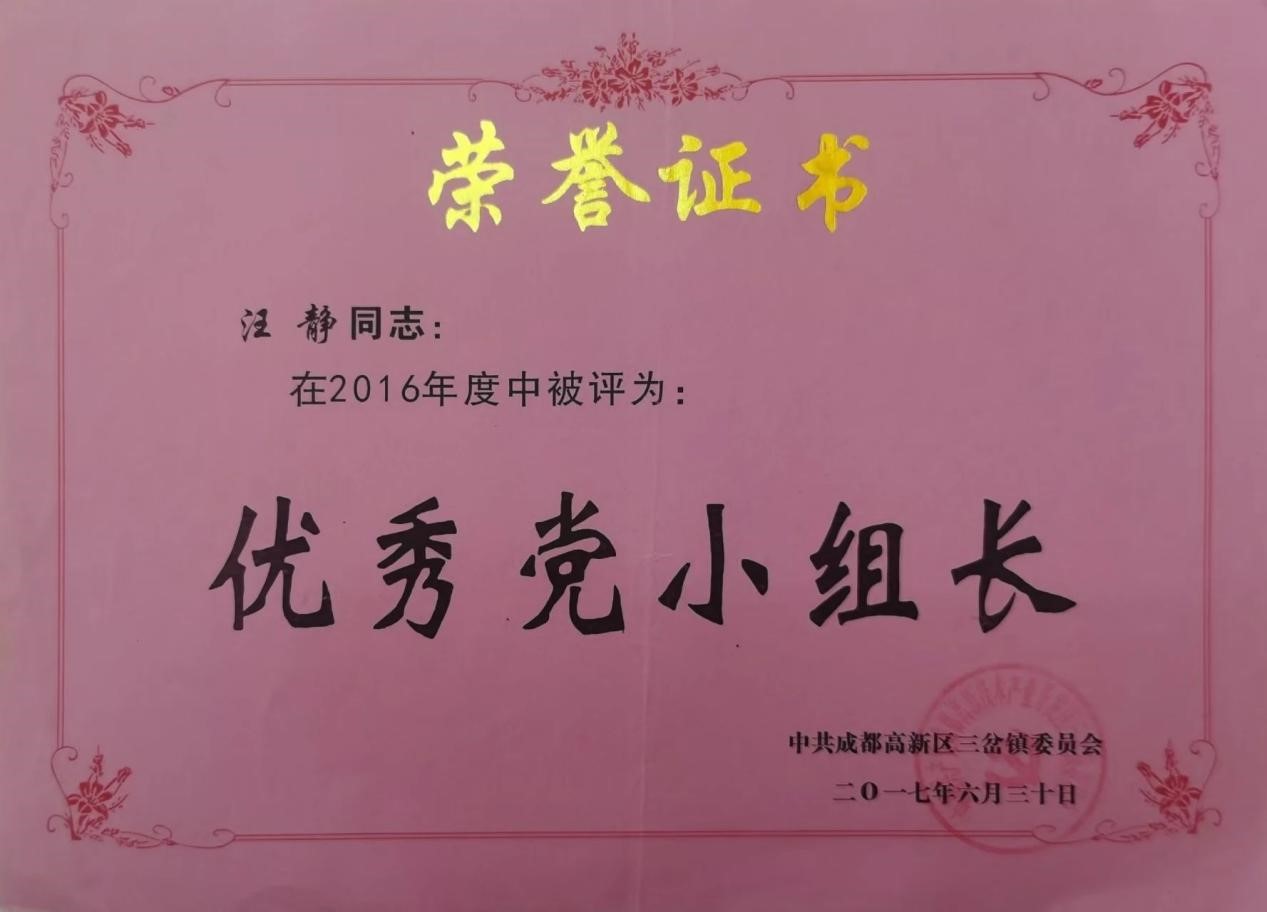 荣誉证书
汪 静同志：
在2016年度中被评为：
优秀党小组长
中共成都高新区三岔镇委员会
二〇一七年六月三十日